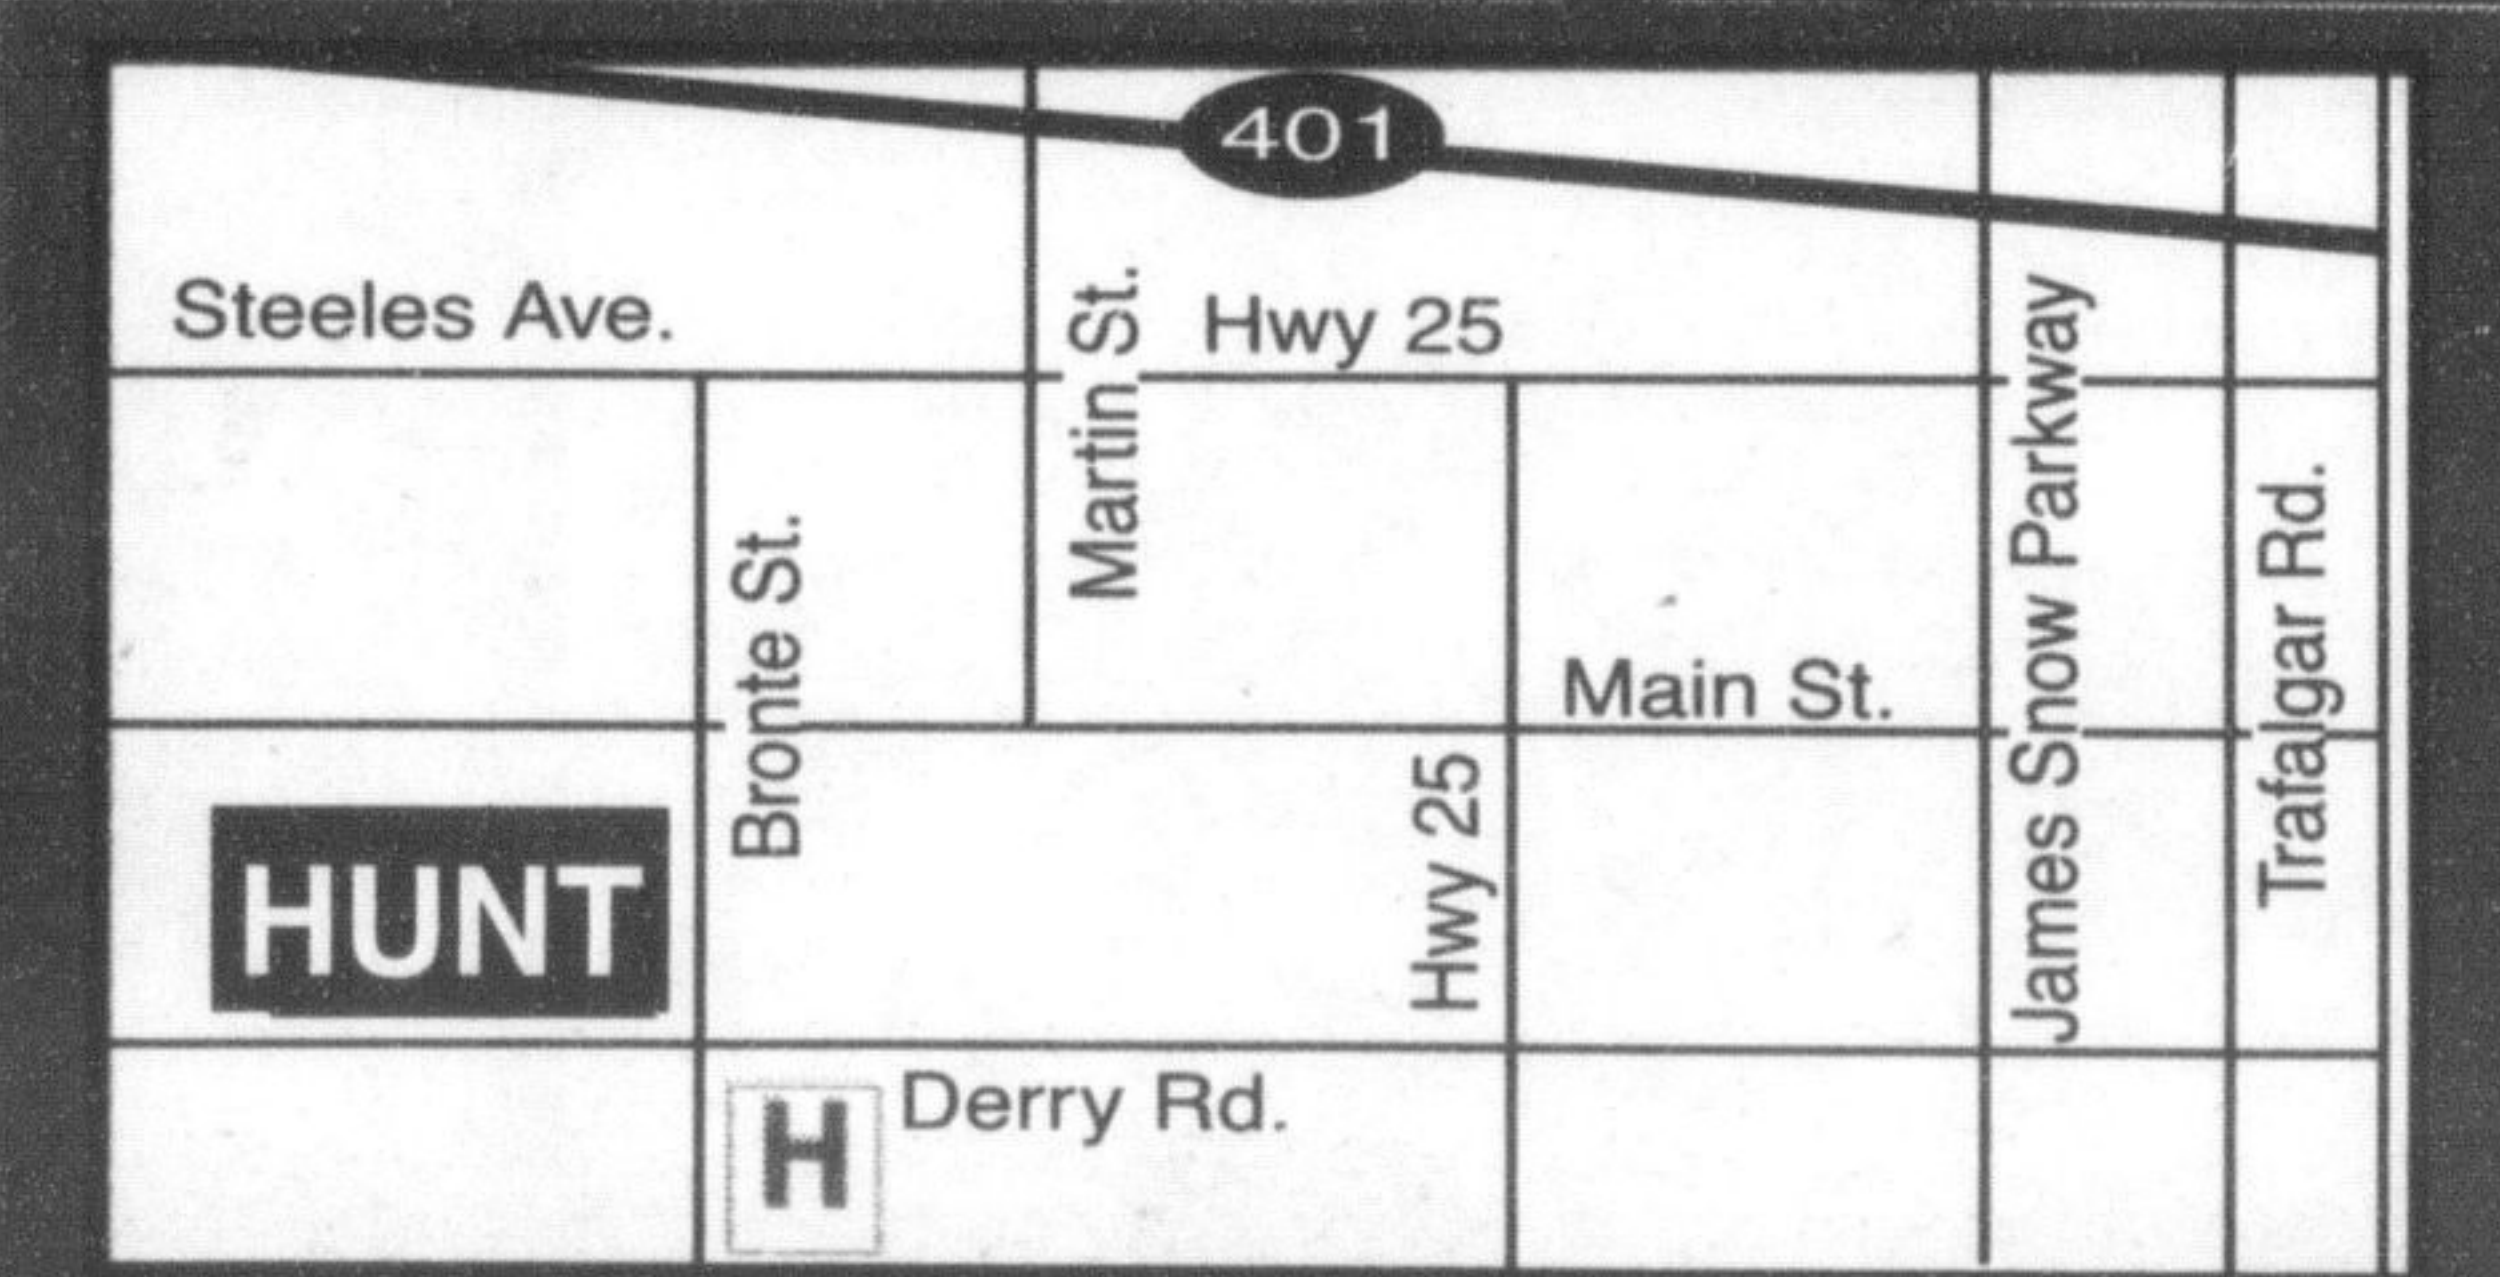 401
Steeles Ave.
Martin St.
Hwy 25
James Snow Parkway
Trafalgar Rd.
Bronte St.
Main St.
HUNT
Hwy 25
H
Derry Rd.